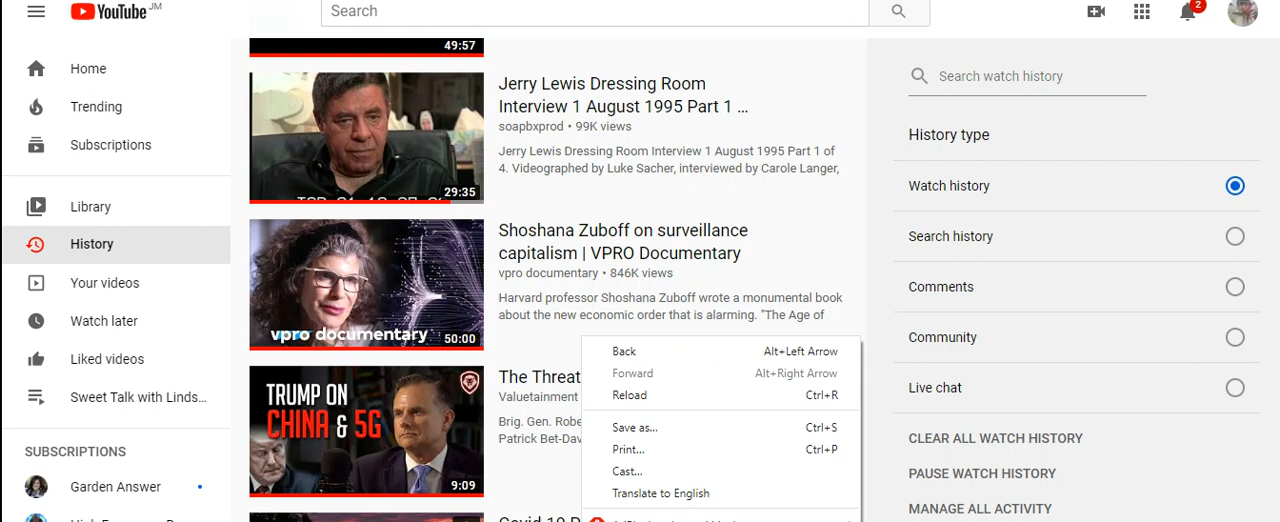 YouTube JM
Search
2
Home
Trending
Subscriptions
Library
History
Your videos
Watch later
Liked videos
Sweet Talk with Linds...
SUBSCRIPTIONS
Garden Answer
49:57
29:35
Jerry Lewis Dressing Room
Interview 1 August 1995 Part 1 ...
soapbxprod • 99K views
Jerry Lewis Dressing Room Interview 1 August 1995 Part 1 of
4. Videographed by Luke Sacher, interviewed by Carole Langer,
vpro documentary
50:00
Shoshana Zuboff on surveillance
capitalism | VPRO Documentary
vpro documentary • 846K views
Harvard professor Shoshana Zuboff wrote a monumental book
about the new economic order that is alarming. "The Age of
TRUMP ON
CHINA & 5G
9:09
The Threat
Valuetainment
Brig. Gen. Robe
Patrick Bet-Dav
Covid 19
Back Alt+Left Arrow
Forward Alt+Right Arrow
Reload Ctrl+R
Save as... Ctrl+S
Print... Ctrl+P
Cast...
Translate to English
Search watch history
History type
Watch history
Search history
Comments
Community
Live chat
CLEAR ALL WATCH HISTORY
PAUSE WATCH HISTORY
MANAGE ALL ACTIVITY